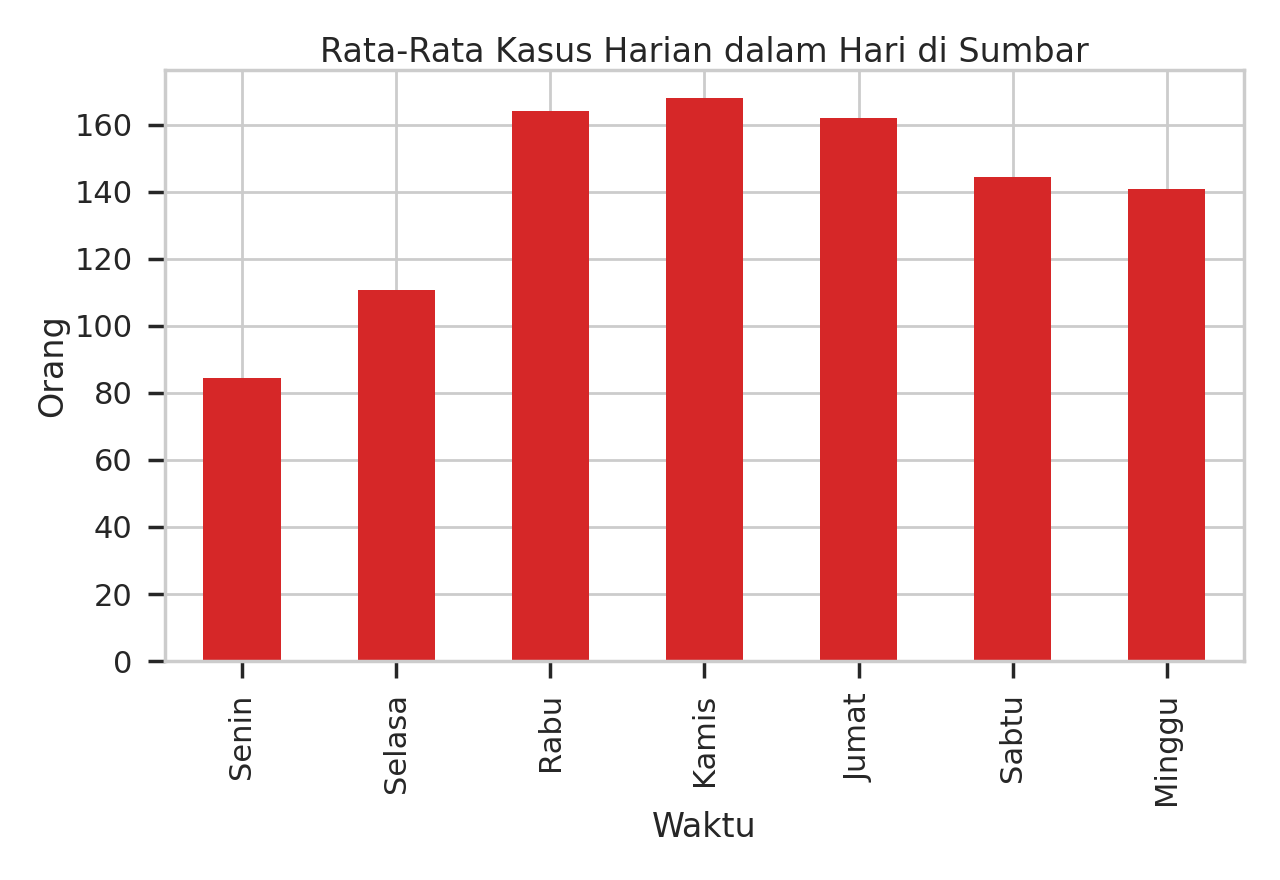 Rata-Rata Kasus Harian dalam Hari di Sumbar
Orang
160
140
120
100
80
60
40
20
0
Senin
Selasa
Rabu
Kamis
Jumat
Sabtu
Minggu
Waktu